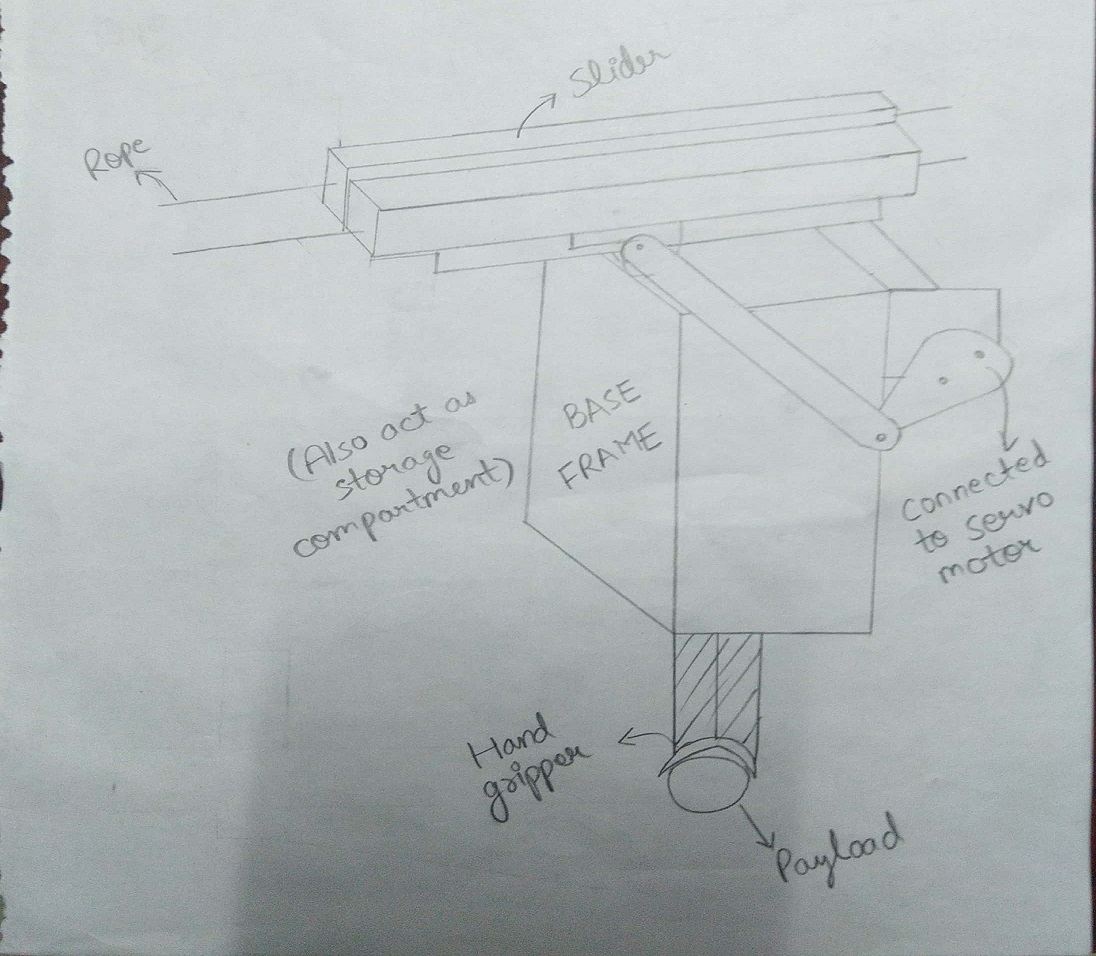 Slider
Rope
(Also act as
storage
compartment)
BASE
FRAME
Connected
to servo
motor
Hand
gripper
Payload